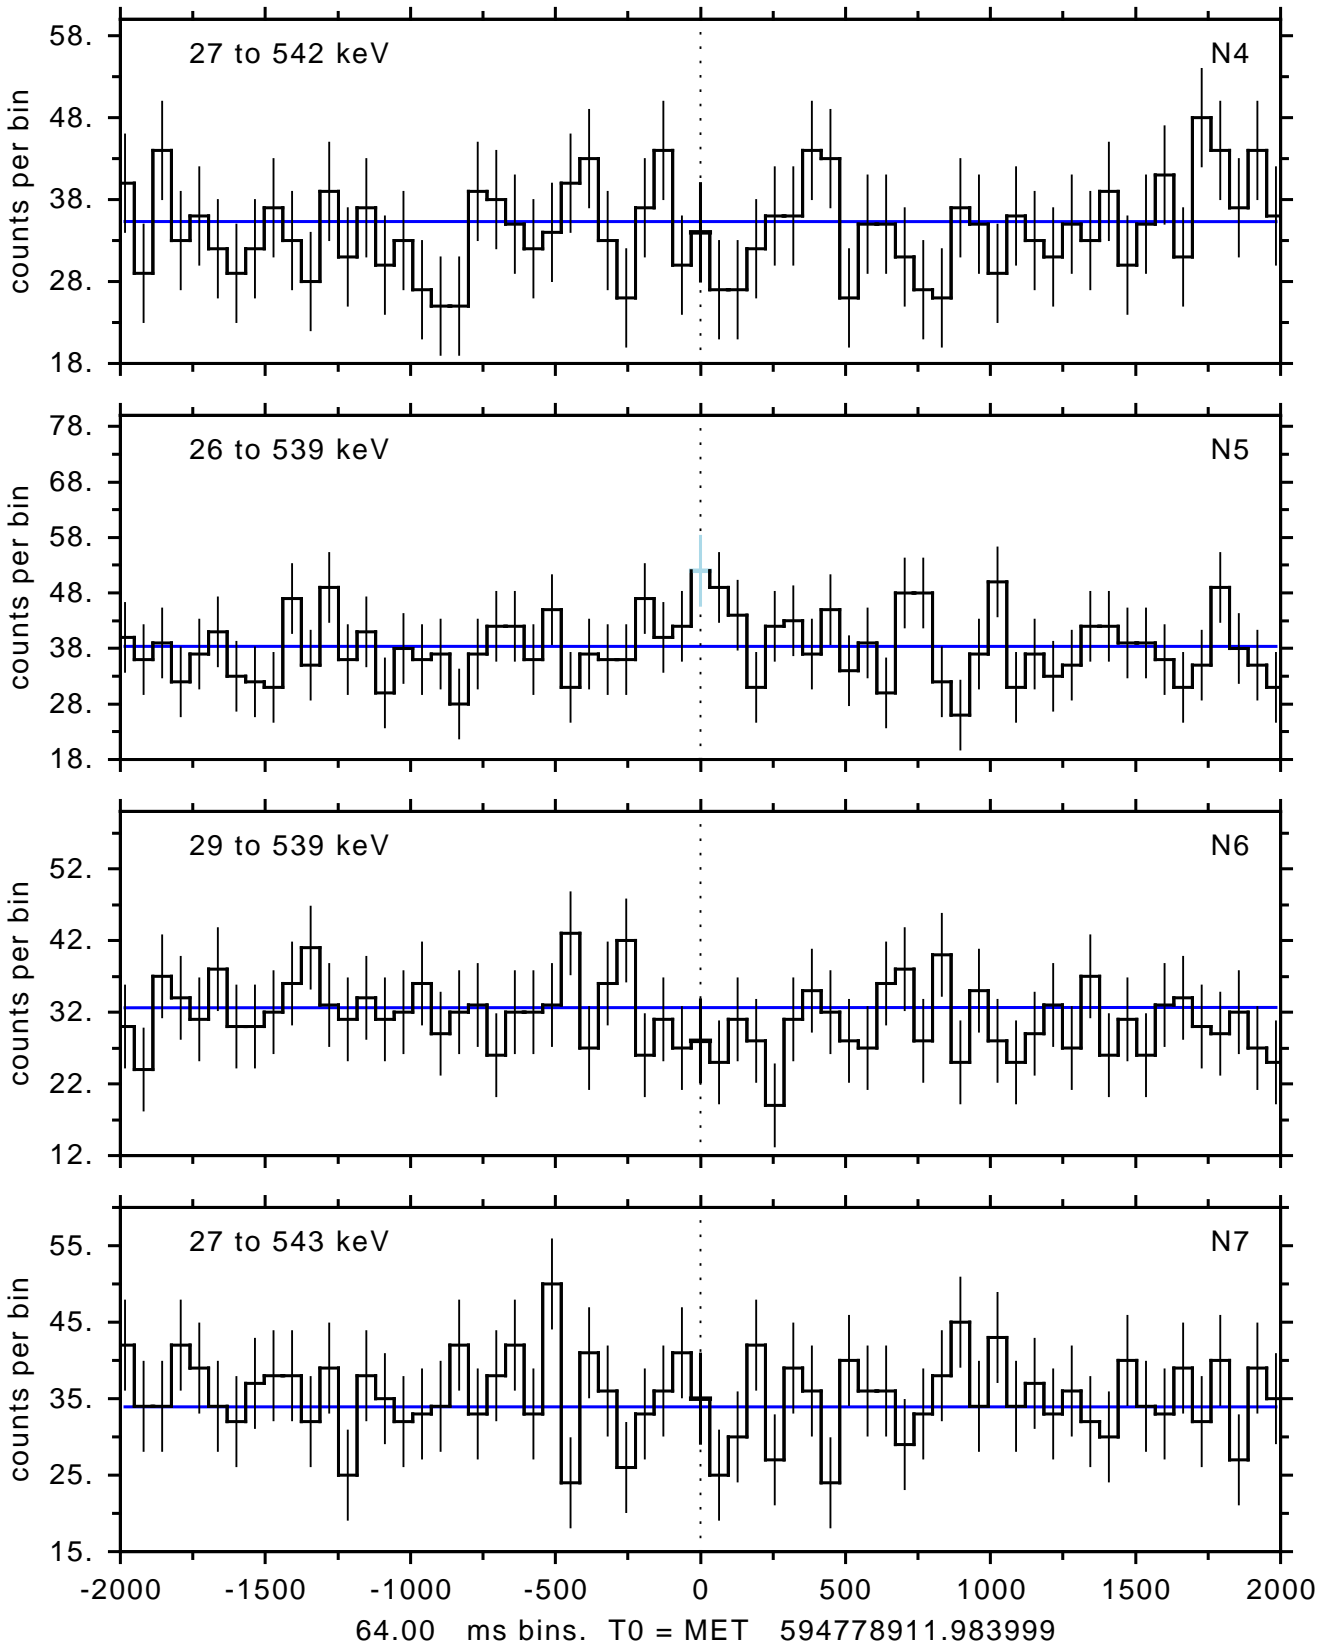 58.
27 to 542 keV N4
48.
38.
28.
18.
counts per bin
78.
26 to 539 keV N5
68.
58.
48.
38.
28.
18.
counts per bin
29 to 539 keV N6
52.
42.
32.
22.
12.
counts per bin
27 to 543 keV N7
55.
45.
35.
25.
15.
counts per bin
-2000 -1500 -1000 -500 0 500 1000 1500 2000
64.00 ms bins. T0 = MET 594778911.983999